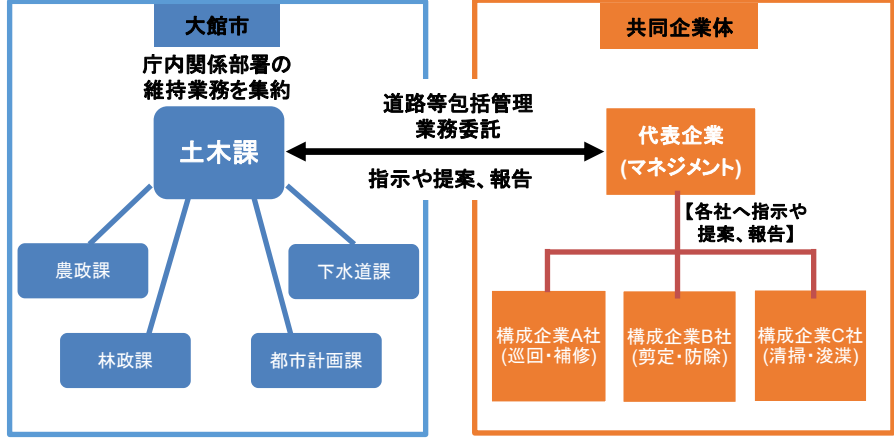 大館市
庁内関係部署の
維持業務を集約
土木課
農政課
下水道課
林政課
都市計画課
道路等包括管理
業務委託
指示や提案、報告
共同企業体
代表企業
(マネジメント)
【各社へ指示や
提案、報告】
構成企業A社
(巡回・補修)
構成企業B社
(剪定・防除)
構成企業C社
(清掃・浚渫)